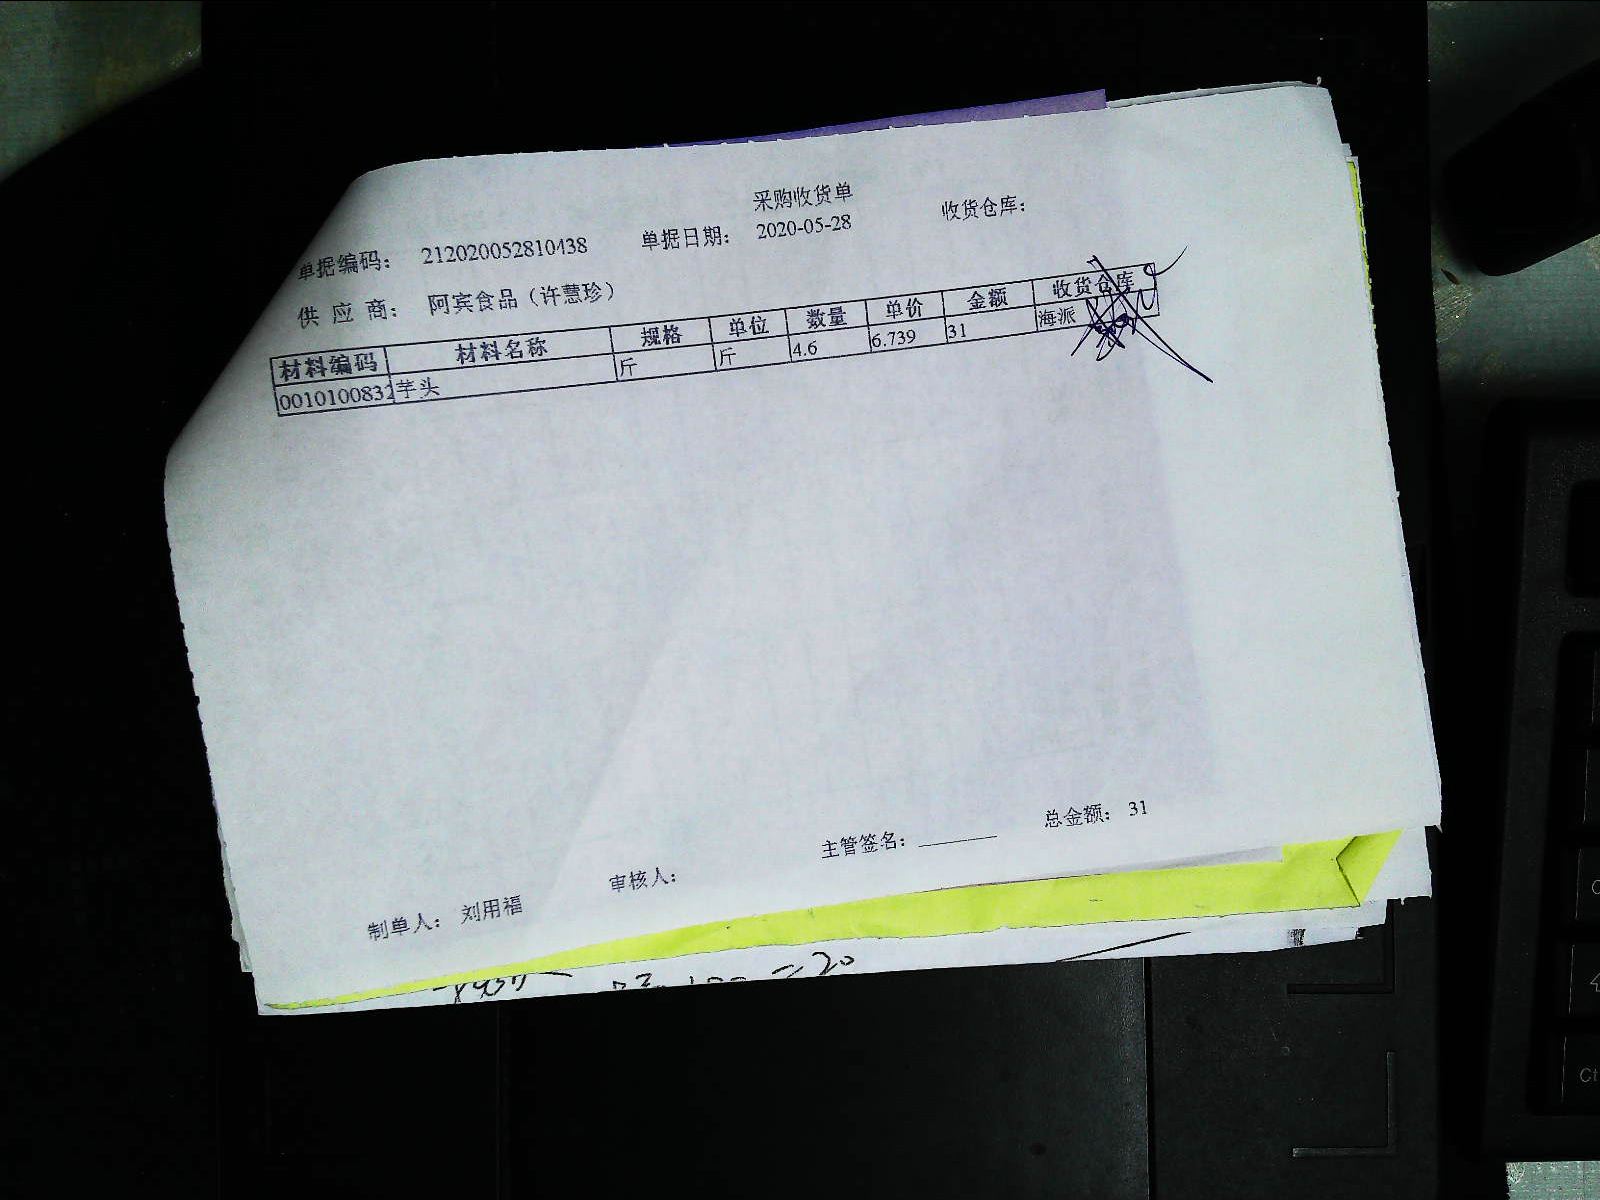 采购收货单
单据编码： 212020052810438 单据日期： 2020-05-28 收货仓库：
供 应 商： 阿宾食品（许慧珍）
材料编码 材料名称 规格 单位 数量 单价 金额 收货仓库
0010100832 芋头 斤 斤 4.6 6.739 31 海派
制单人： 刘用福 审核人： 主管签名： 总金额： 31
=20